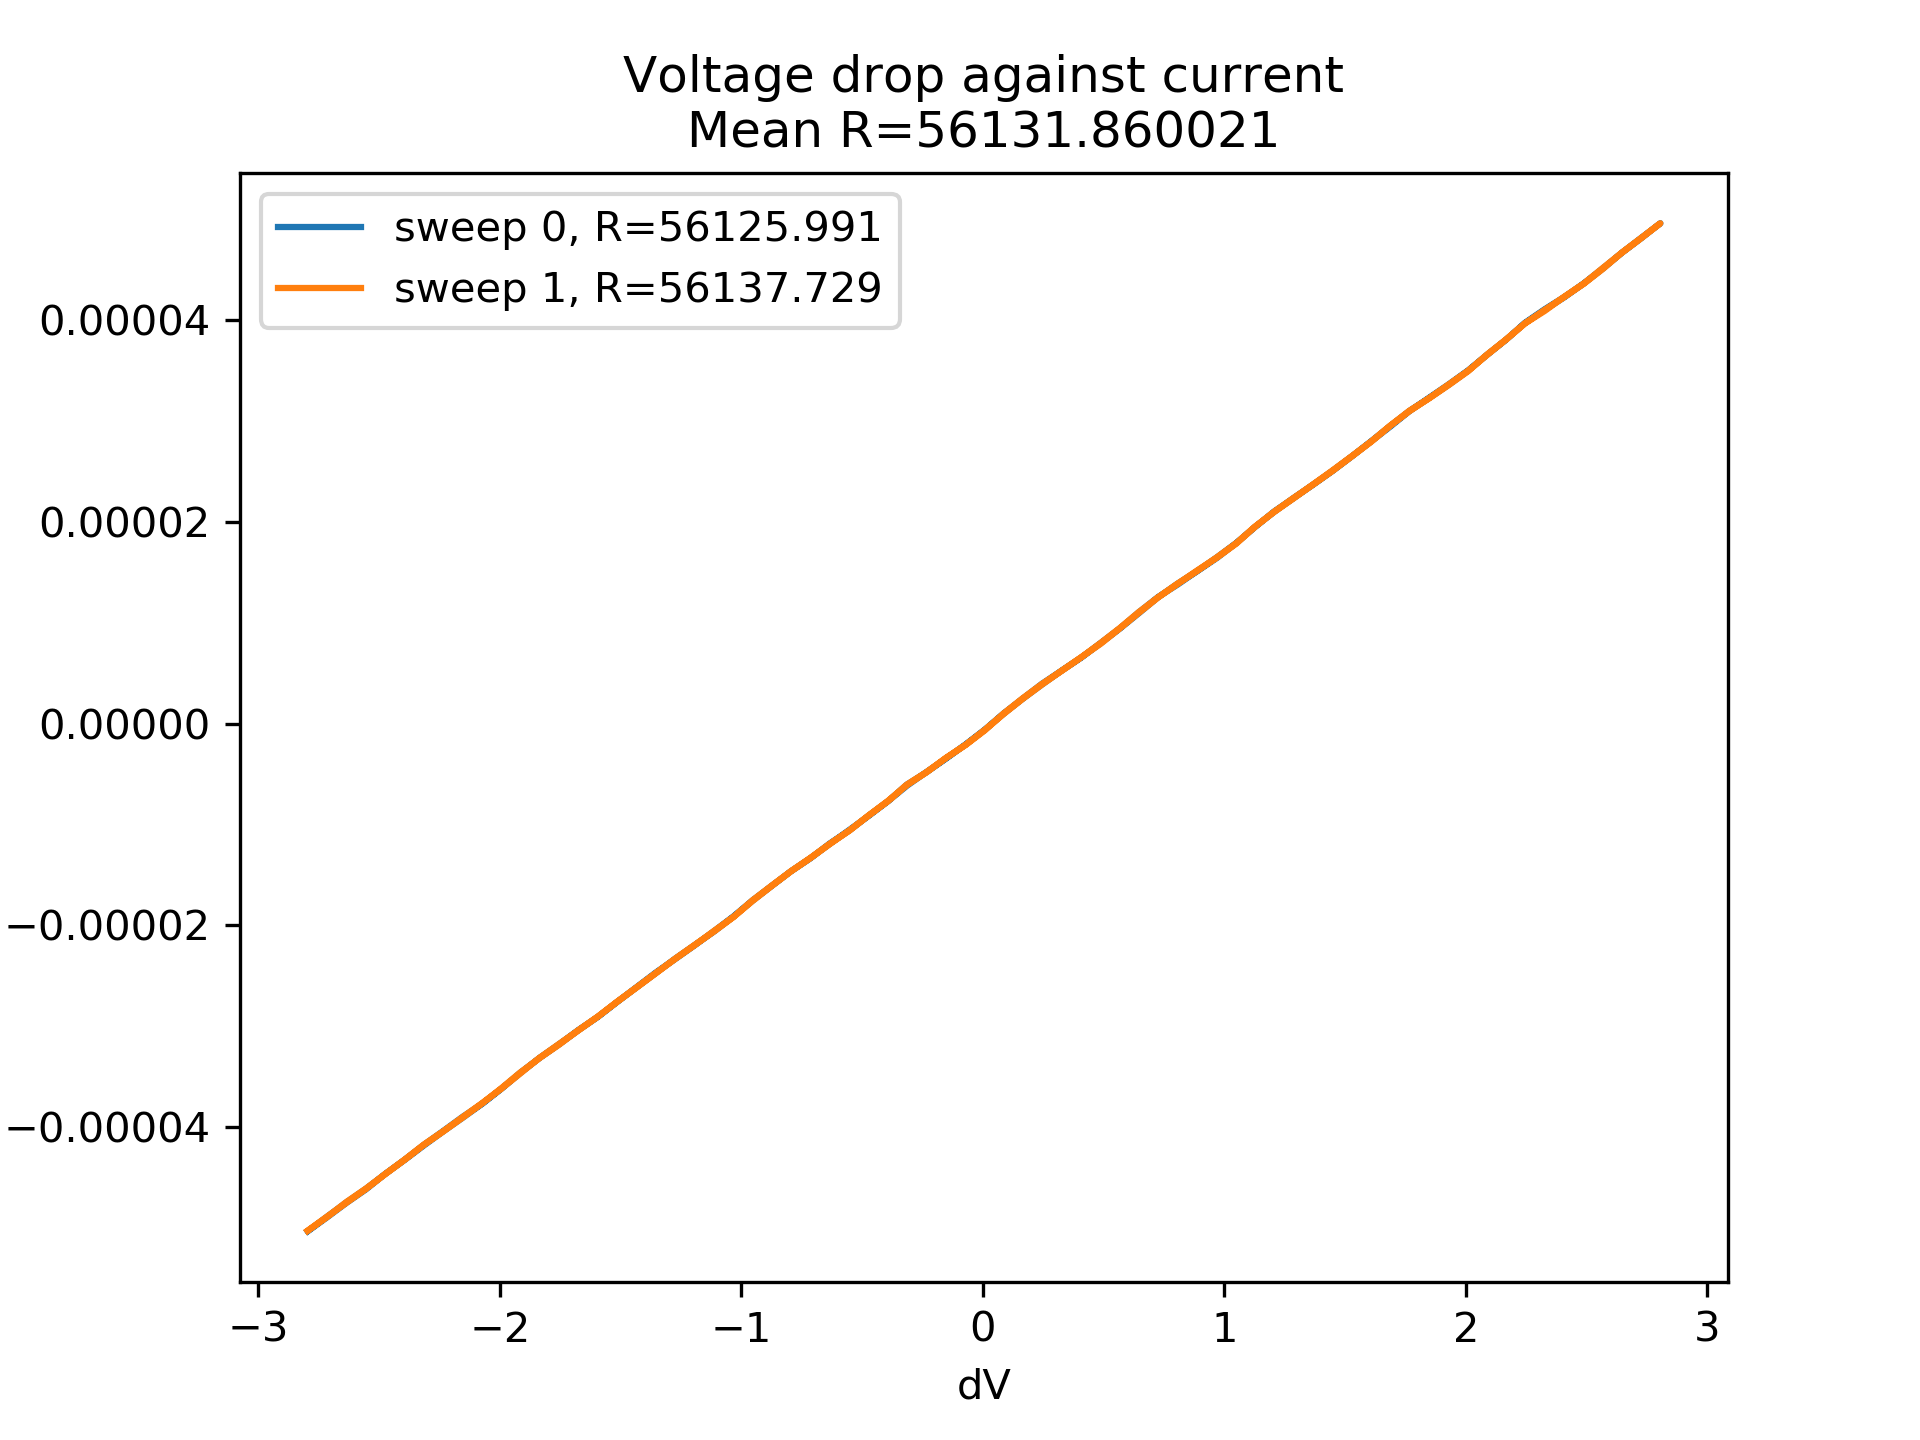 Voltage drop against current
Mean R=56131.860021
sweep 0, R=56125.991
sweep 1, R=56137.729
0.00004
0.00002
0.00000
−0.00002
−0.00004
−3 −2 −1 0 1 2 3
dV